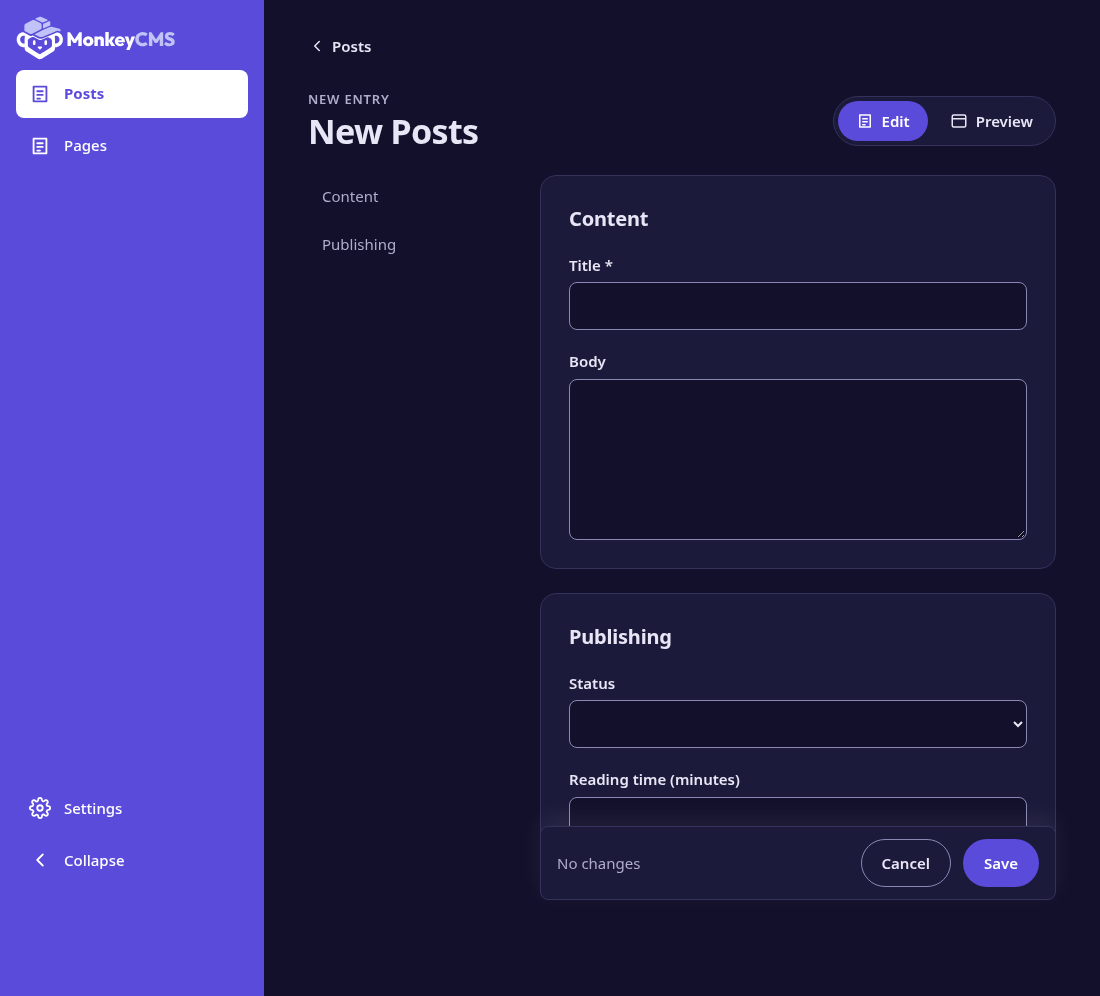 MonkeyCMS
Posts
Pages
Settings
Collapse
Posts
NEW ENTRY
New Posts
Edit
Preview
Content
Publishing
Content
Title *
Body
Publishing
Status
Reading time (minutes)
No changes
Cancel
Save